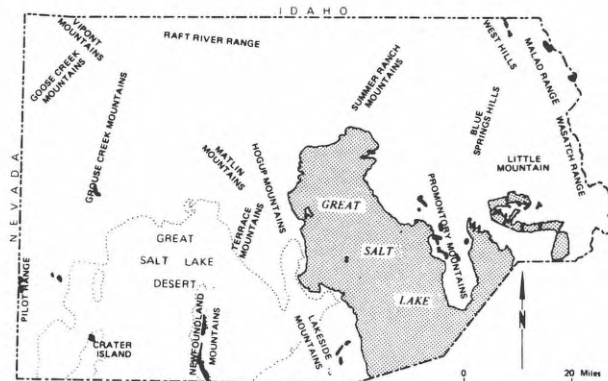 IDAHO
VIPONT
MOUNTAINS
GOOSE CREEK
MOUNTAINS
RAFT RIVER RANGE
SUMMER RANCH
MOUNTAINS
WEST HILLS
MALAD RANGE
WASATCH RANGE
BLUE
SPRINGS HILLS
LITTLE
MOUNTAIN
NEVADA
GROUSE CREEK MOUNTAINS
MATLIN
MOUNTAINS
HOGUP MOUNTAINS
TERRACE
MOUNTAINS
GREAT
SALT
LAKE
PROMONTORY MOUNTAINS
GREAT
SALT LAKE
DESERT
PILOT RANGE
CRATER
ISLAND
NEWFOUNDLAND
MOUNTAINS
LAKESIDE
MOUNTAINS
N
0 20 Miles